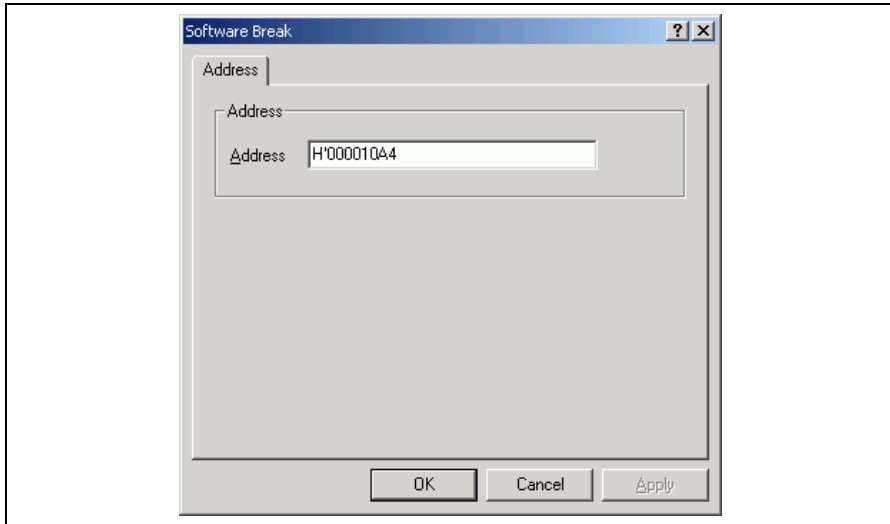 Software Break
Address
Address
Address H'000010A4
OK Cancel Apply